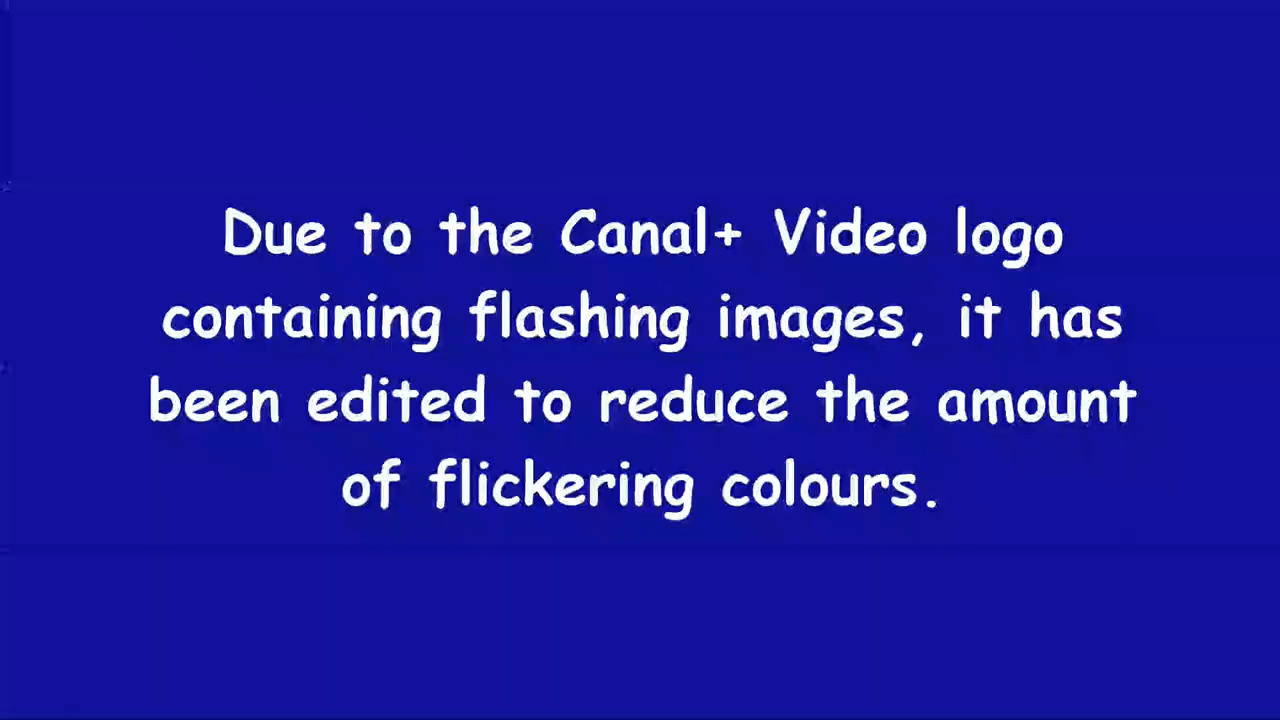 Due to the Canal+ Video logo
containing flashing images, it has
been edited to reduce the amount
of flickering colours.